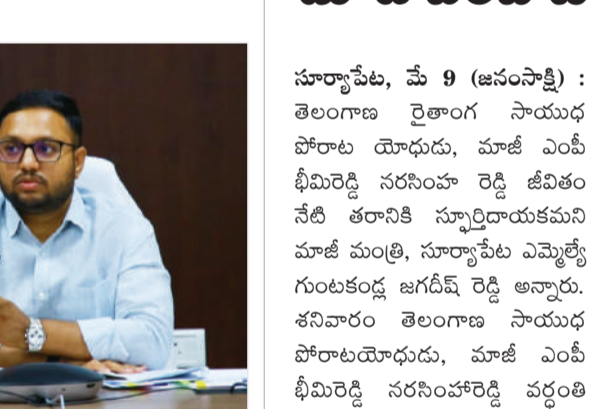 సూర్యాపేట, మే 9 (జనంసాక్షి) :
తెలంగాణ రైతాంగ సాయుధ
పోరాట యోధుడు, మాజీ ఎంపీ
భీమిరెడ్డి నరసింహ రెడ్డి జీవితం
నేటి తరానికి స్ఫూర్తిదాయకమని
మాజీ మంత్రి, సూర్యాపేట ఎమ్మెల్యే
గుంటకండ్ల జగదీష్ రెడ్డి అన్నారు.
శనివారం తెలంగాణ సాయుధ
పోరాటయోధుడు, మాజీ ఎంపీ
భీమిరెడ్డి నరసింహారెడ్డి వర్ధంతి